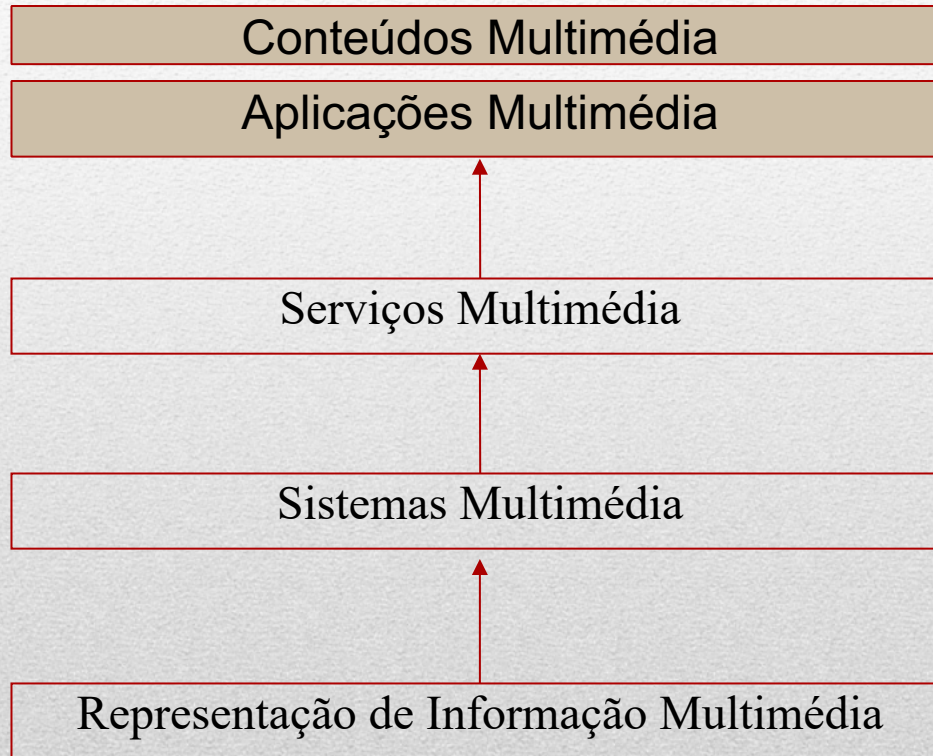 Conteúdos Multimédia
Aplicações Multimédia
Serviços Multimédia
Sistemas Multimédia
Representação de Informação Multimédia